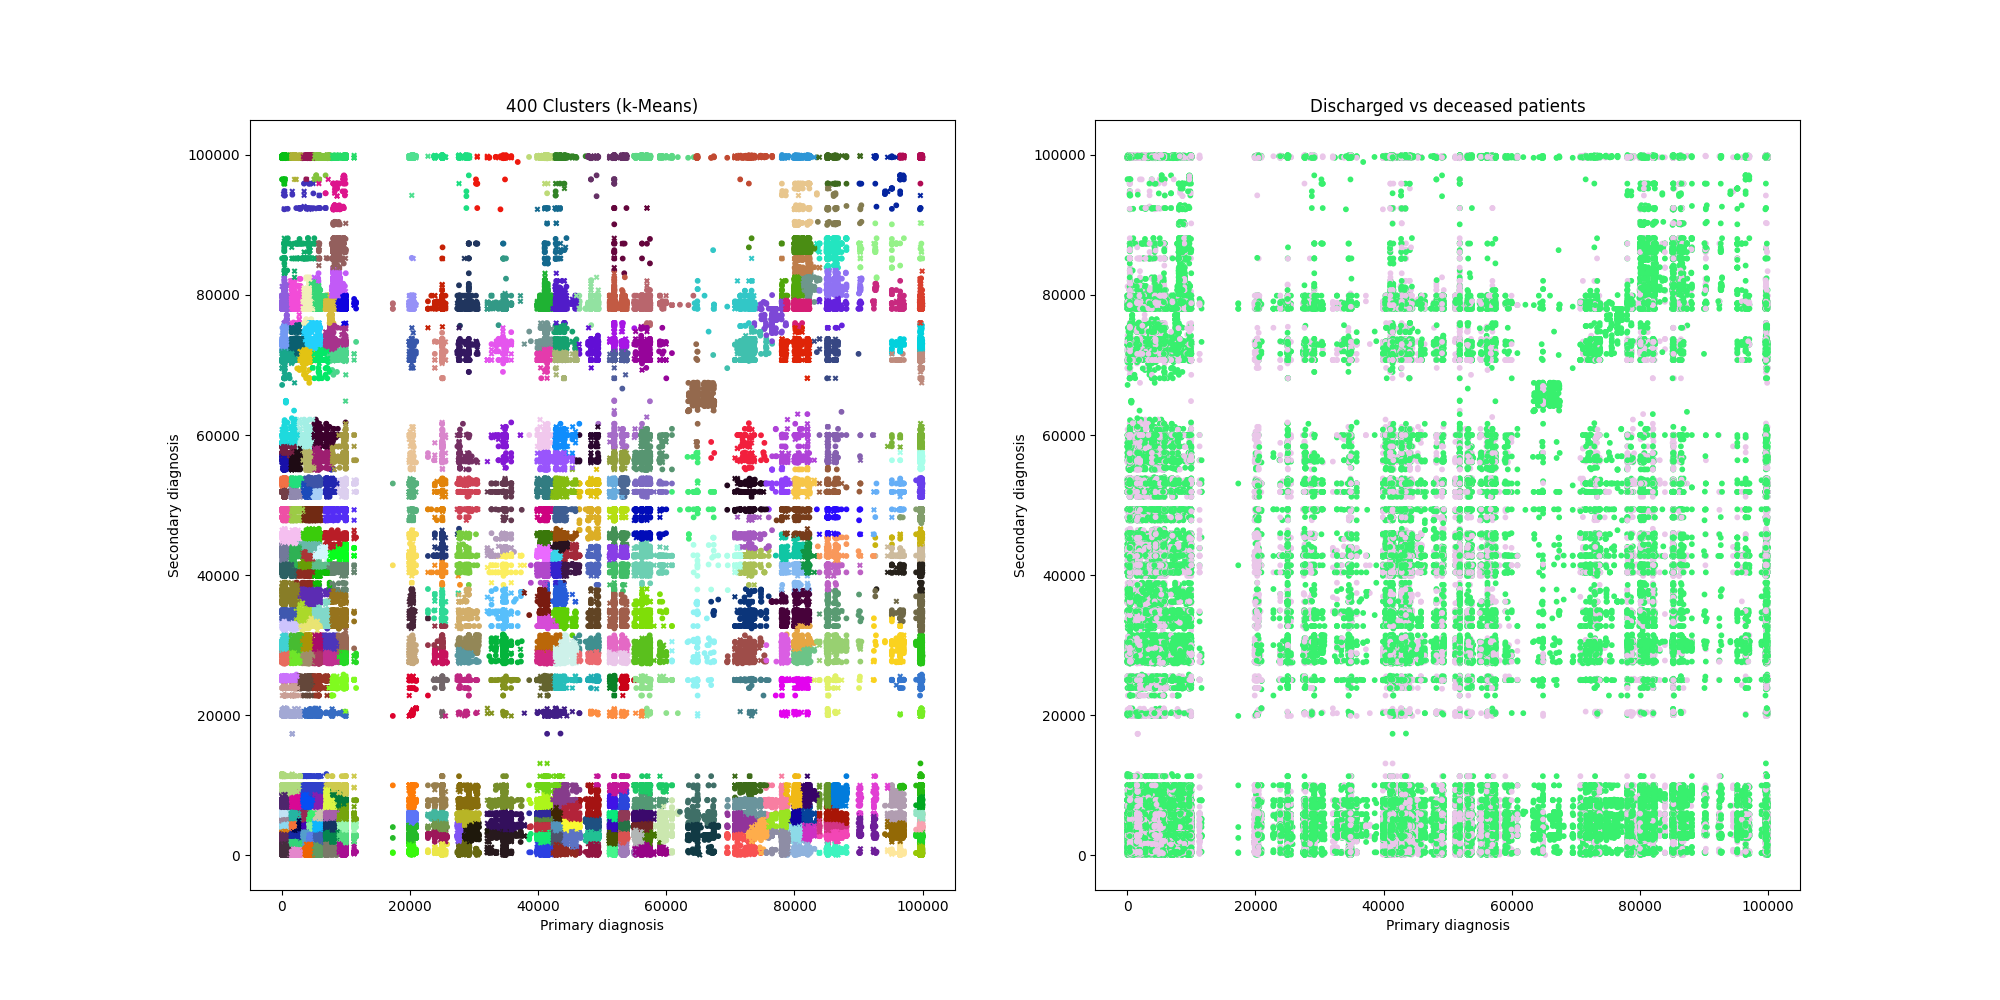 400 Clusters (k-Means)
100000
80000
60000
40000
20000
0
Secondary diagnosis
0 20000 40000 60000 80000 100000
Primary diagnosis
Discharged vs deceased patients
100000
80000
60000
40000
20000
0
Secondary diagnosis
0 20000 40000 60000 80000 100000
Primary diagnosis